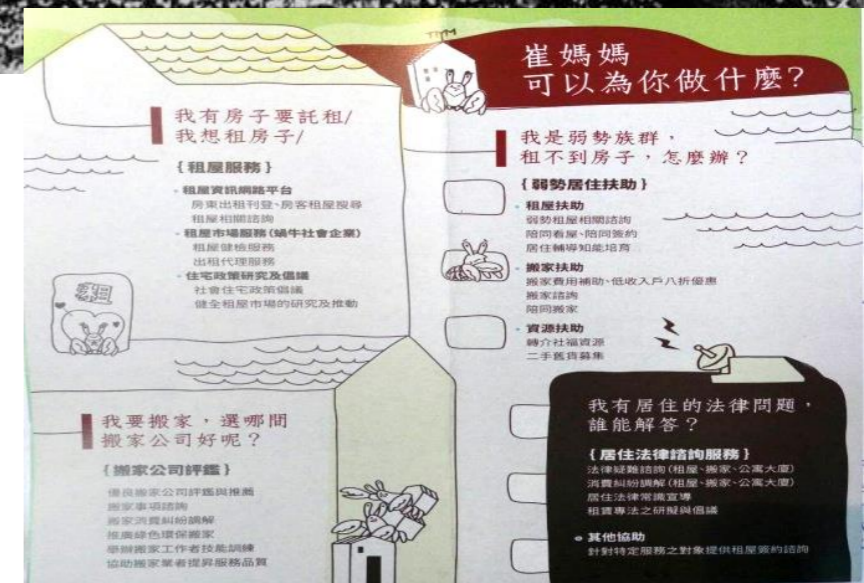 崔媽媽
可以為你做什麼?
我有房子要託租/
我想租房子/
{租屋服務}
租屋資訊網路平台
房東出租刊登、房客租屋搜尋
租屋相關諮詢
租屋市場服務(蝸牛社會企業)
租屋健檢服務
出租代理服務
住宅政策研究及倡議
社會住宅政策倡議
健全租屋市場的研究及推動
我是弱勢族群，
租不到房子，怎麼辦？
{弱勢居住扶助}
租屋扶助
弱勢租屋相關諮詢
陪同看屋、陪同簽約
居住輔導知能培育
搬家扶助
搬家費用補助、低收入戶八折優惠
搬家諮詢
陪同搬家
資源扶助
轉介社福資源
二手舊貨募集
我要搬家，選哪間
搬家公司好呢？
{搬家公司評鑑}
優良搬家公司評鑑與推薦
搬家事項諮詢
搬家消費糾紛調解
推廣綠色環保搬家
舉辦搬家工作者技能訓練
協助搬家業者提昇服務品質
我有居住的法律問題，
誰能解答？
{居住法律諮詢服務}
法律疑難諮詢(租屋、搬家、公寓大廈)
消費糾紛調解(租屋、搬家、公寓大廈)
居住法律常識宣導
租賃專法之研擬與倡議
其他協助
針對特定服務之對象提供租屋簽約諮詢